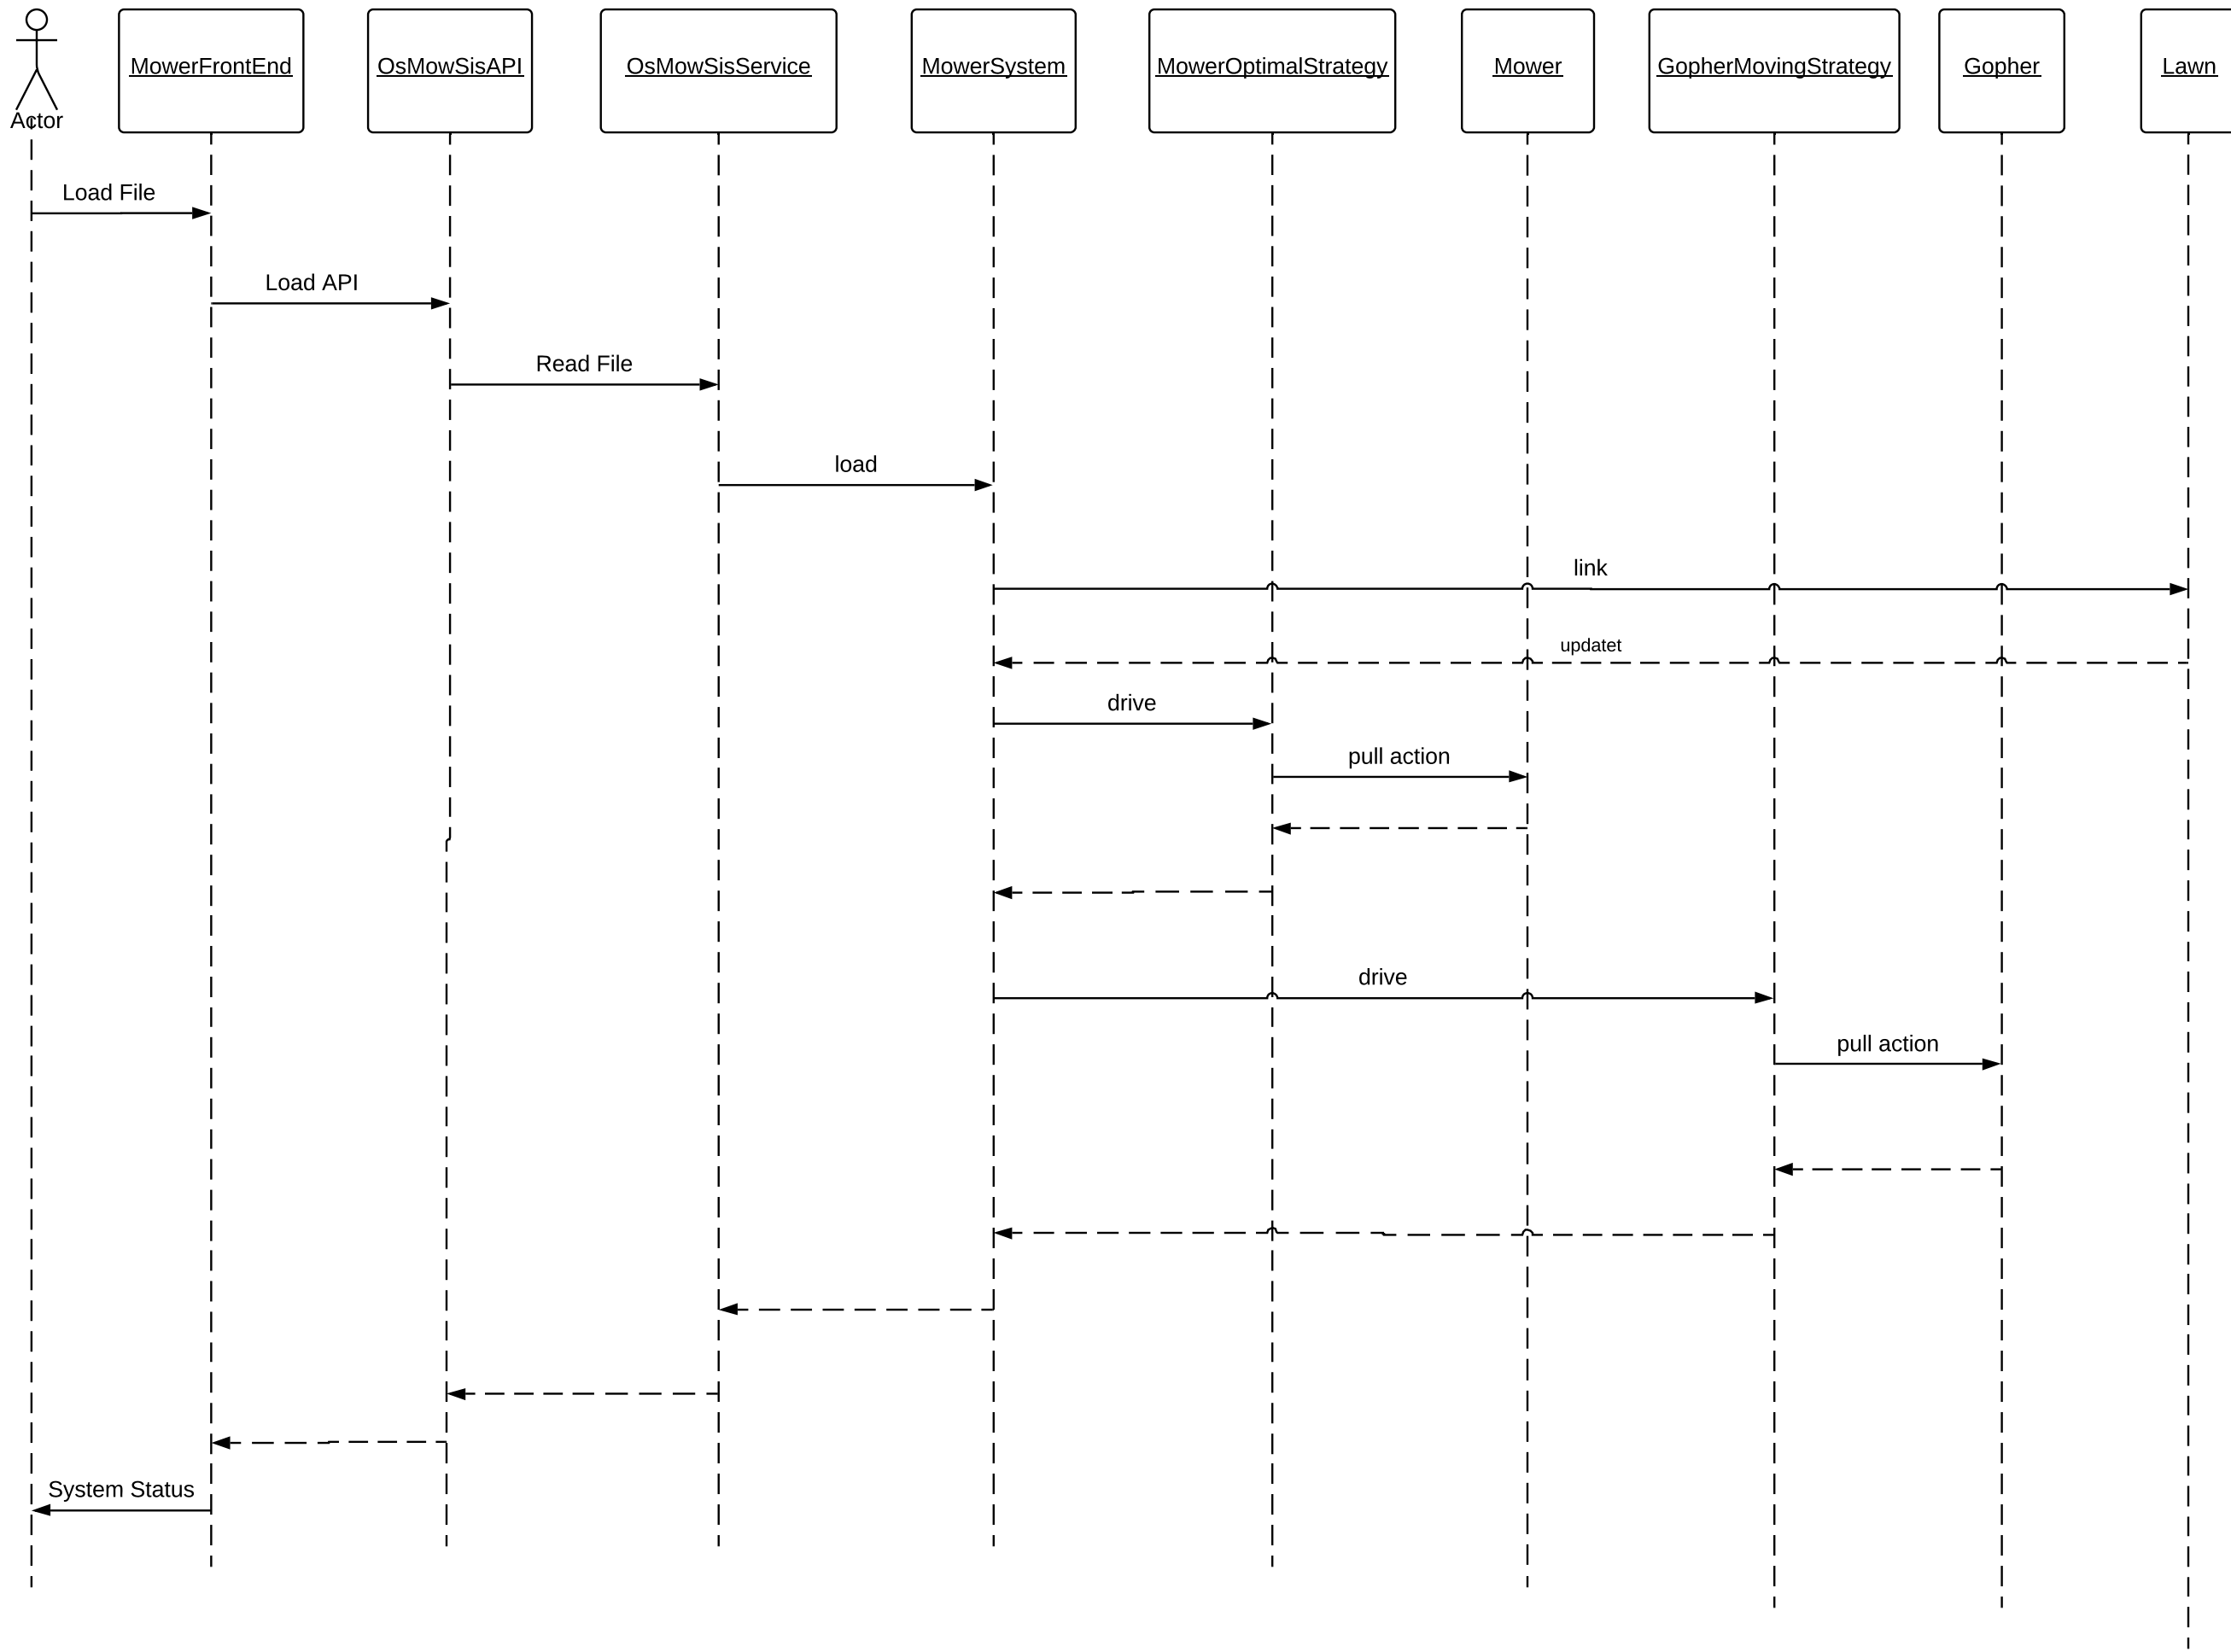 MowerFrontEnd
OsMowSisAPI
OsMowSisService
MowerSystem
MowerOptimalStrategy
Mower
GopherMovingStrategy
Gopher
Lawn
Actor
Load File
Load API
Read File
load
link
updatet
drive
pull action
drive
pull action
System Status